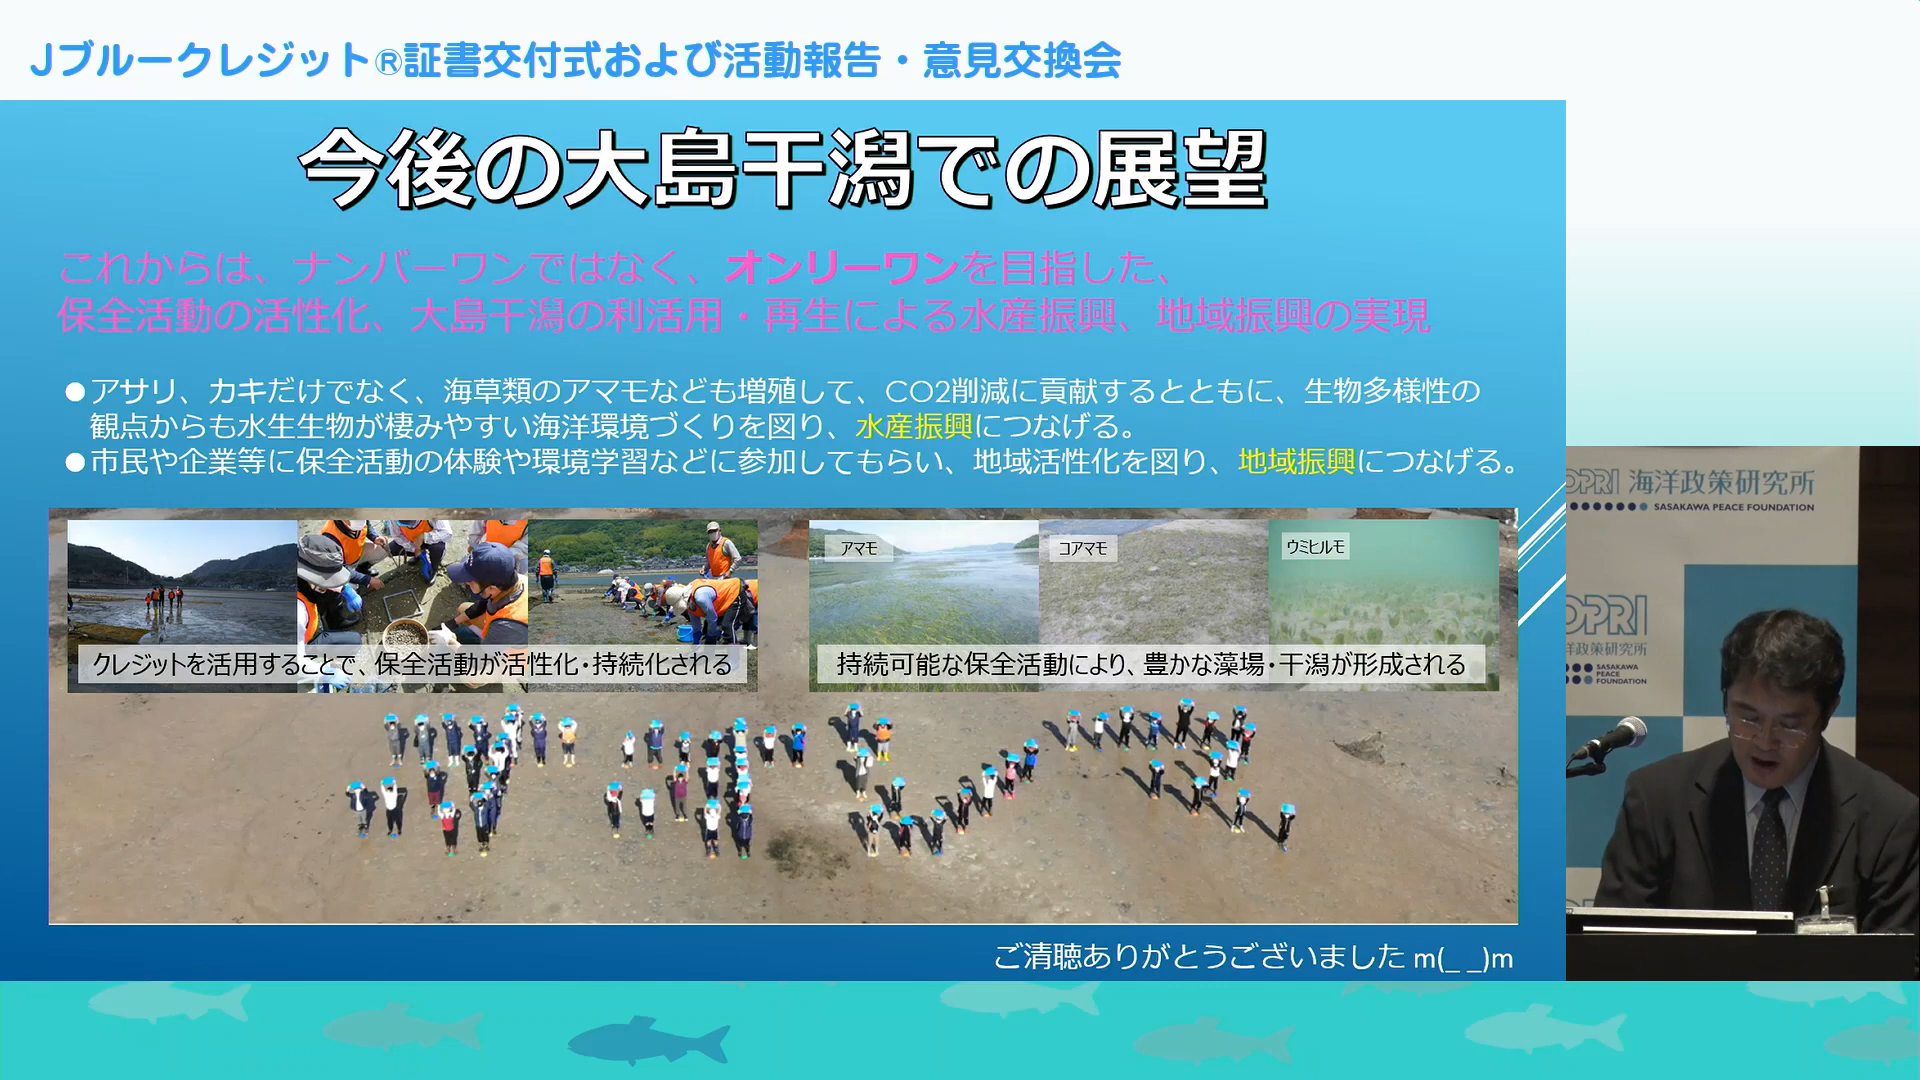 Jブルークレジット®証書交付式および活動報告・意見交換会
今後の大島干潟での展望
これからは、ナンバーワンではなく、オンリーワンを目指した、
保全活動の活性化、大島干潟の利活用・再生による水産振興、地域振興の実現
●アサリ、カキだけでなく、海草類のアマモなども増殖して、CO2削減に貢献するとともに、生物多様性の
観点からも水生生物が棲みやすい海洋環境づくりを図り、水産振興につなげる。
●市民や企業等に保全活動の体験や環境学習などに参加してもらい、地域活性化を図り、地域振興につなげる。
アマモ
コアマモ
ウミヒルモ
クレジットを活用することで、保全活動が活性化・持続化される
持続可能な保全活動により、豊かな藻場・干潟が形成される
ご清聴ありがとうございました m(_ _)m
OPRI 海洋政策研究所
SASAKAWA PEACE FOUNDATION
OPRI
洋政策研究所
SASAKAWA
PEACE
FOUNDATION